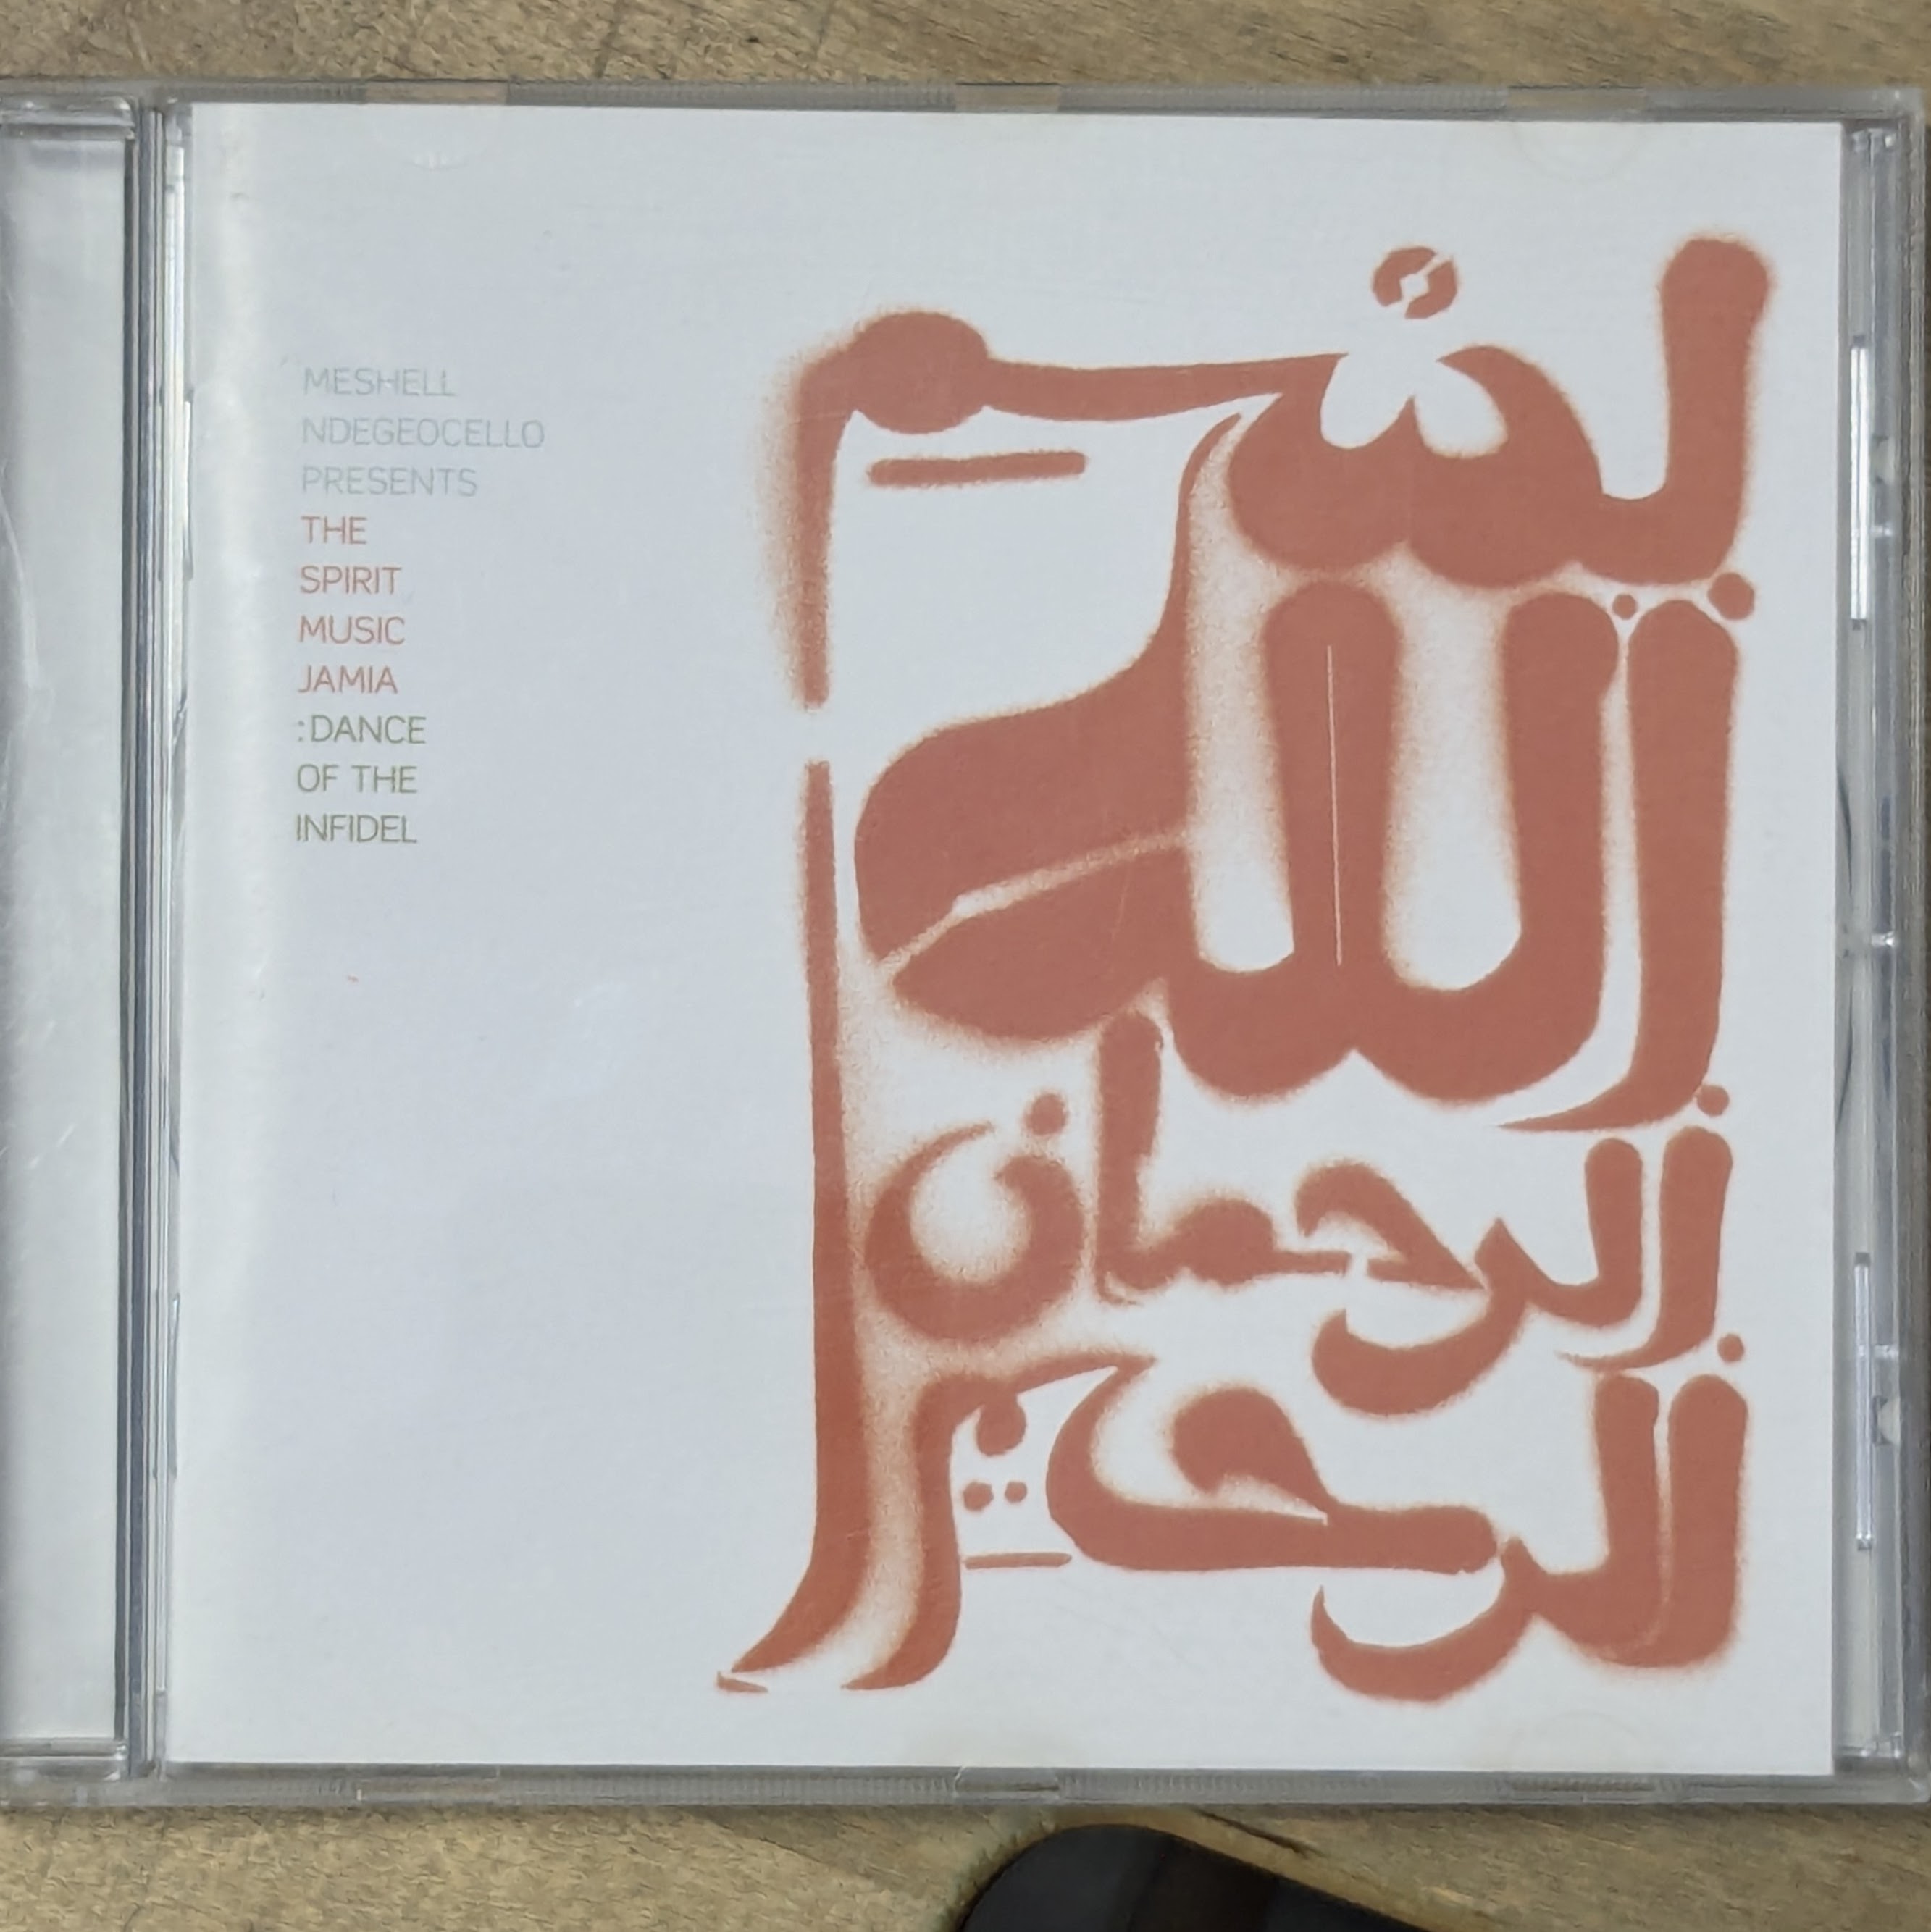 MESHELL
NDEGEOCELLO
PRESENTS
THE
SPIRIT
MUSIC
JAMIA
:DANCE
OF THE
INFIDEL
بسم
الله
الرحمان
الرحيم